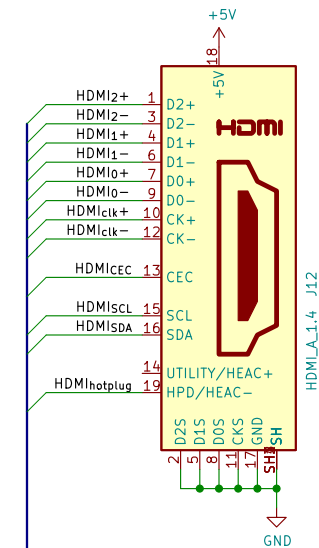 +5V
18
+5V
HDMI2+ 1 D2+
HDMI2- 3 D2-
HDMI1+ 4 D1+
HDMI1- 6 D1-
HDMI0+ 7 D0+
HDMI0- 9 D0-
HDMIclk+ 10 CK+
HDMIclk- 12 CK-
HDMICEC 13 CEC
HDMISCL 15 SCL
HDMISDA 16 SDA
14 UTILITY/HEAC+
HDMIhotplug 19 HPD/HEAC-
HDMI
J12
HDMI_A_1.4
D2S D1S D0S CKS GND SH
2 5 8 11 17 SH
GND